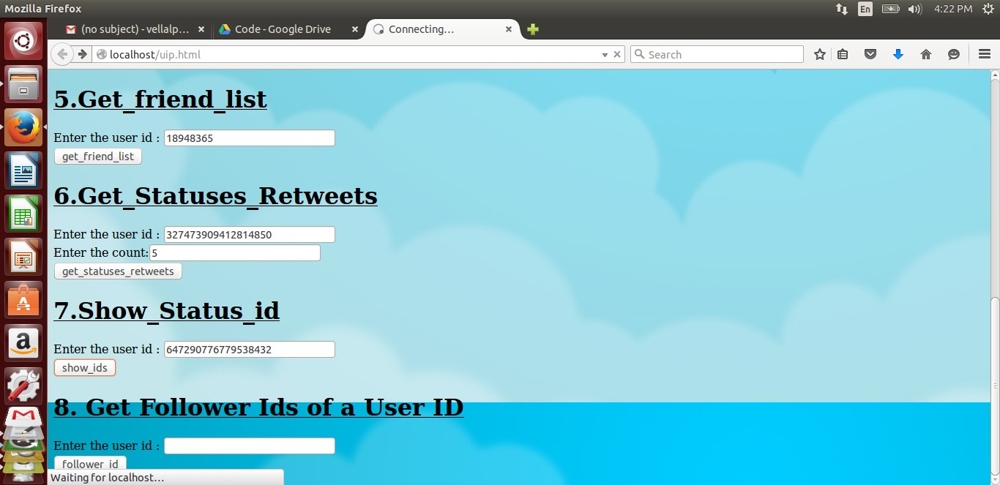 Mozilla Firefox
En
4:22 PM
(no subject) - vellalp...
Code - Google Drive
Connecting...
localhost/uip.html
Search
5.Get_friend_list
Enter the user id : 18948365
get_friend_list
6.Get_Statuses_Retweets
Enter the user id : 327473909412814850
Enter the count:5
get_statuses_retweets
7.Show_Status_id
Enter the user id : 647290776779538432
show_ids
8. Get Follower Ids of a User ID
Enter the user id :
follower_id
Waiting for localhost...